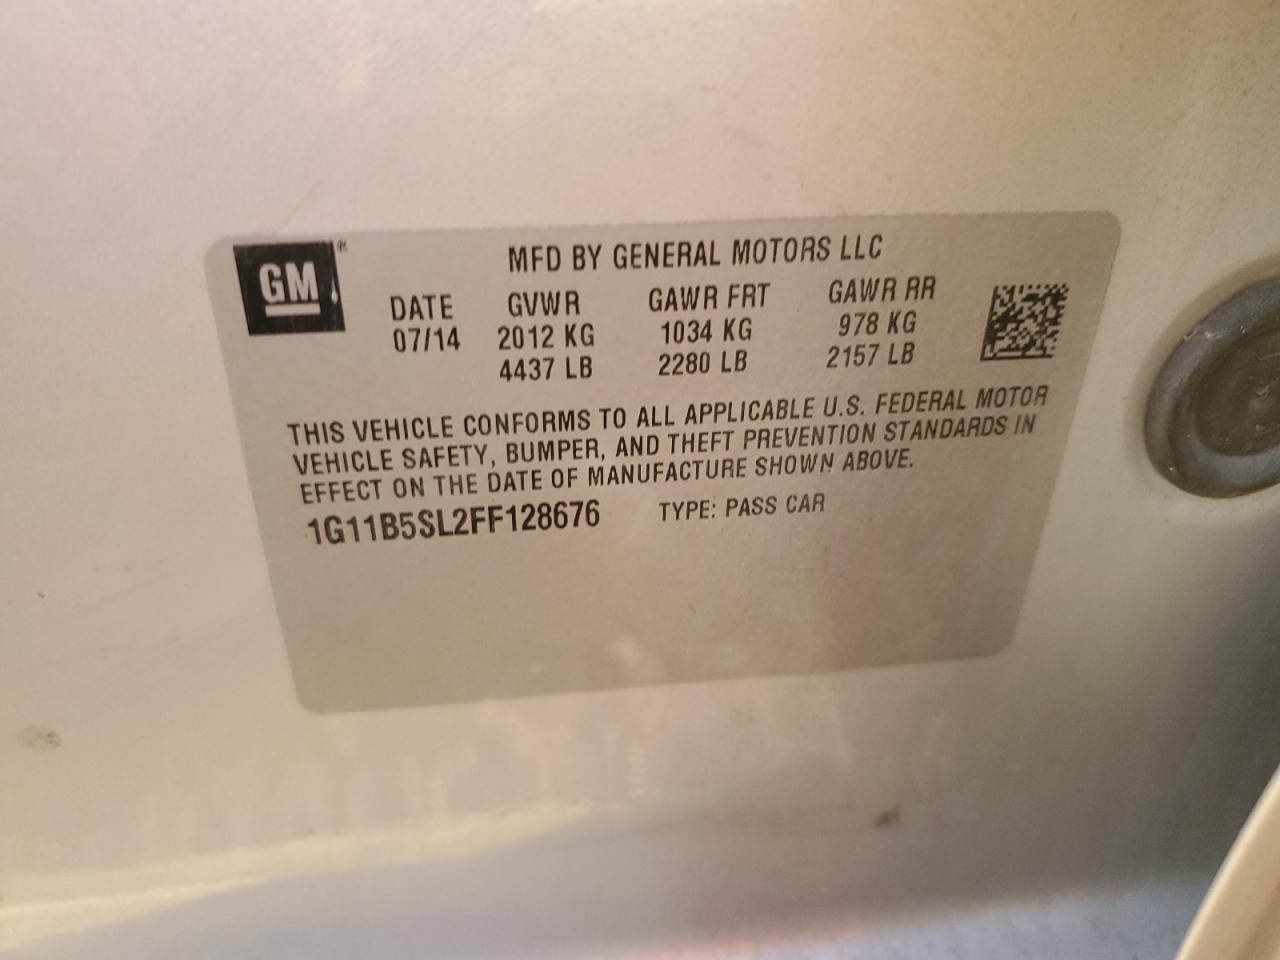 GM®
MFD BY GENERAL MOTORS LLC
DATE GVWR GAWR FRT GAWR RR
07/14 2012 KG 1034 KG 978 KG
4437 LB 2280 LB 2157 LB
THIS VEHICLE CONFORMS TO ALL APPLICABLE U.S. FEDERAL MOTOR
VEHICLE SAFETY, BUMPER, AND THEFT PREVENTION STANDARDS IN
EFFECT ON THE DATE OF MANUFACTURE SHOWN ABOVE.
1G11B5SL2FF128676 TYPE: PASS CAR